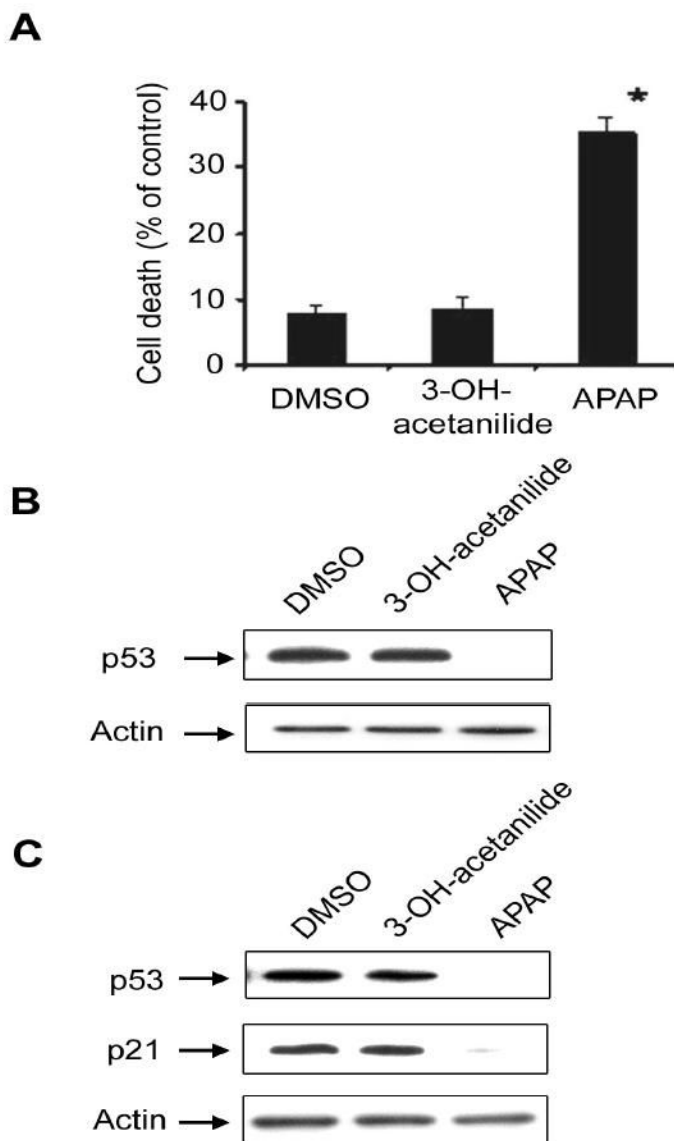 A
Cell death (% of control)
40
30
20
10
0
*
DMSO
3-OH-
acetanilide
APAP
B
DMSO
3-OH-acetanilide
APAP
p53
Actin
C
DMSO
3-OH-acetanilide
APAP
p53
p21
Actin